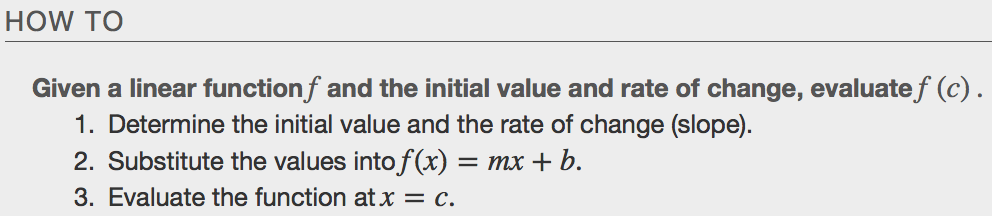 HOW TO
Given a linear function f and the initial value and rate of change, evaluate f (c) .
1. Determine the initial value and the rate of change (slope).
2. Substitute the values into f(x) = mx + b.
3. Evaluate the function at x = c.